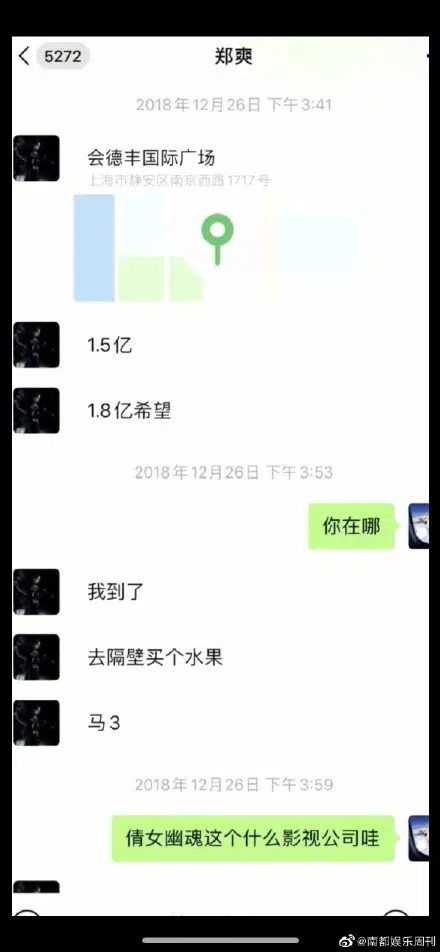 5272
郑爽
2018年12月26日 下午3:41
会德丰国际广场
上海市静安区南京西路1717号
1.5亿
1.8亿希望
2018年12月26日 下午3:53
你在哪
我到了
去隔壁买个水果
马3
2018年12月26日 下午3:59
倩女幽魂这个什么影视公司哇
@南都娱乐周刊